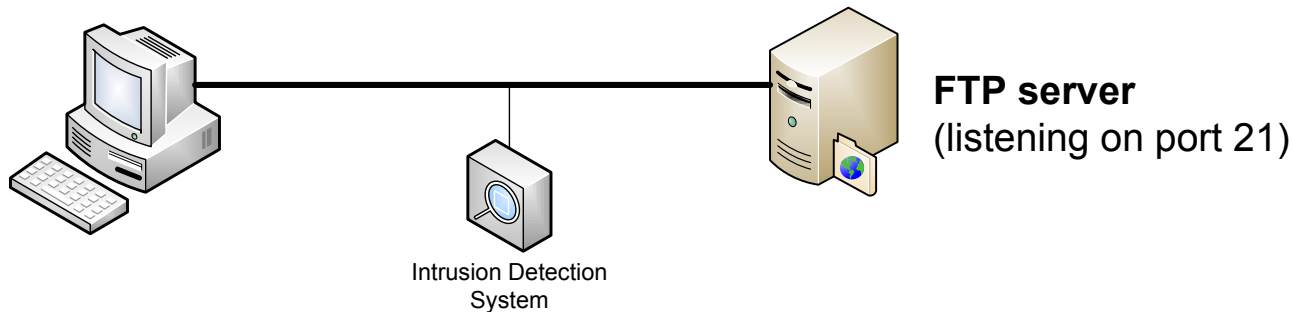 FTP server
(listening on port 21)
Intrusion Detection
System